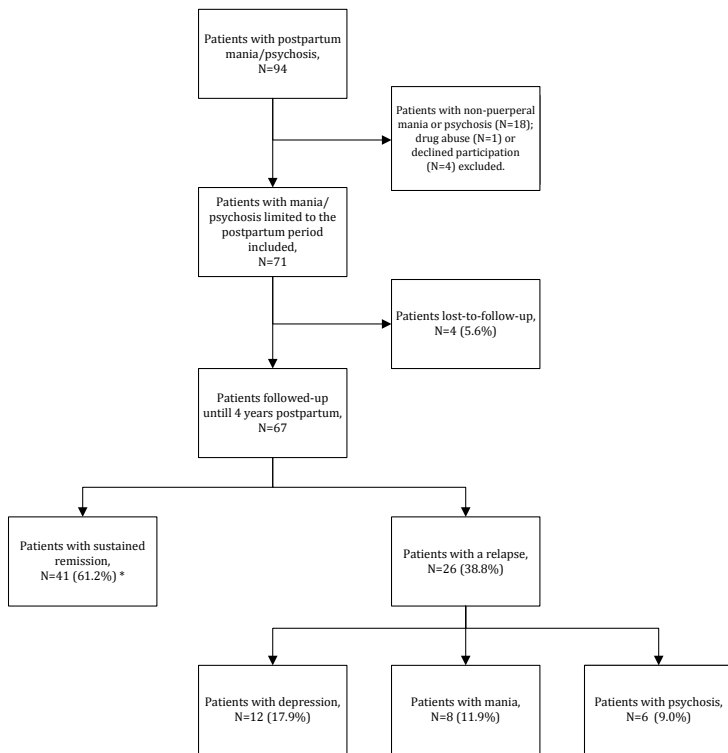 Patients with postpartum
mania/psychosis,
N=94
Patients with non-puerperal
mania or psychosis (N=18);
drug abuse (N=1) or
declined participation
(N=4) excluded.
Patients with mania/
psychosis limited to the
postpartum period
included,
N=71
Patients lost-to-follow-up,
N=4 (5.6%)
Patients followed-up
untill 4 years postpartum,
N=67
Patients with sustained
remission,
N=41 (61.2%) *
Patients with a relapse,
N=26 (38.8%)
Patients with depression,
N=12 (17.9%)
Patients with mania,
N=8 (11.9%)
Patients with psychosis,
N=6 (9.0%)